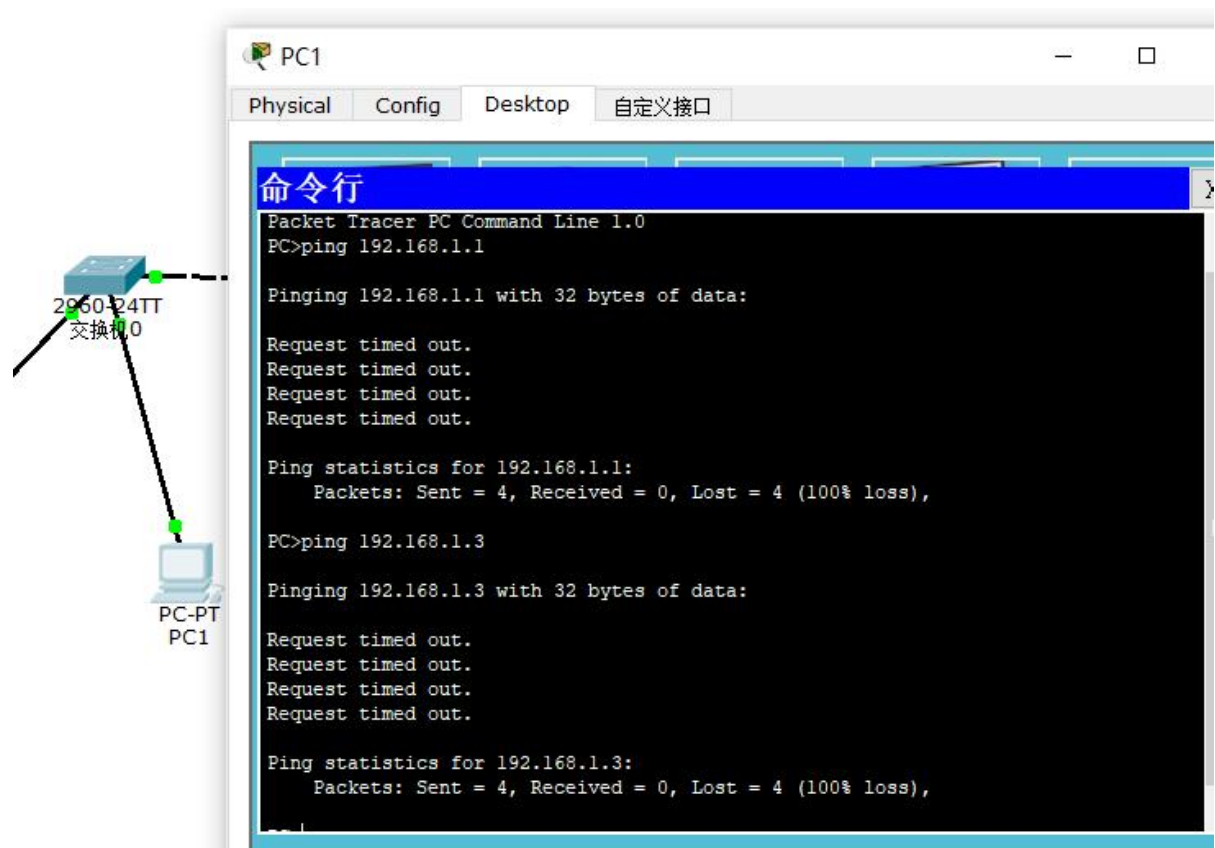 PC1
Physical Config Desktop 自定义接口
命令行
X
Packet Tracer PC Command Line 1.0
PC>ping 192.168.1.1
Pinging 192.168.1.1 with 32 bytes of data:
Request timed out.
Request timed out.
Request timed out.
Request timed out.
Ping statistics for 192.168.1.1:
Packets: Sent = 4, Received = 0, Lost = 4 (100% loss),
PC>ping 192.168.1.3
Pinging 192.168.1.3 with 32 bytes of data:
Request timed out.
Request timed out.
Request timed out.
Request timed out.
Ping statistics for 192.168.1.3:
Packets: Sent = 4, Received = 0, Lost = 4 (100% loss),
2960-24TT
交换机0
PC-PT
PC1